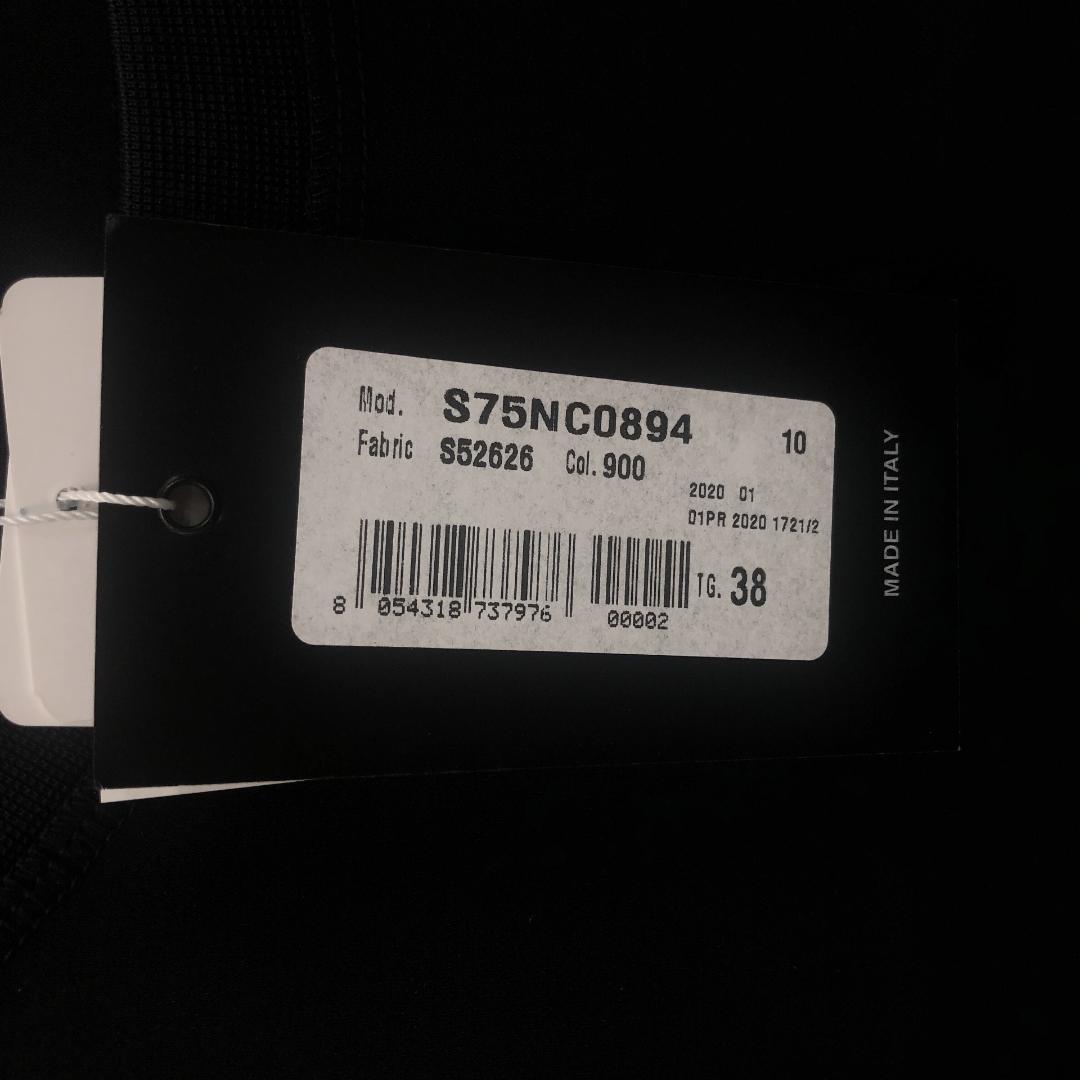 Mod. S75NC0894 10
Fabric S52626 Col. 900
2020 01
01PR 2020 1721/2
TG. 38
8 054318 737976 00002
MADE IN ITALY